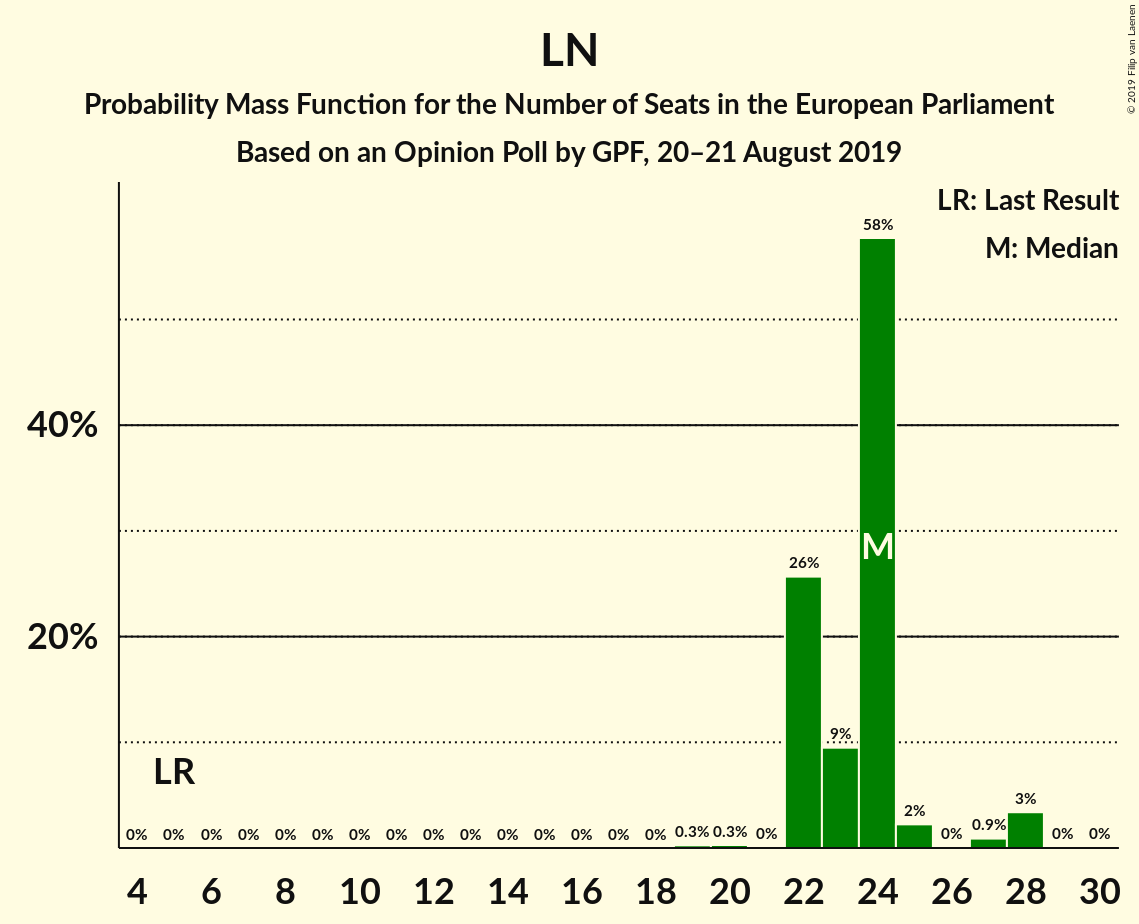 LN
Probability Mass Function for the Number of Seats in the European Parliament
Based on an Opinion Poll by GPF, 20–21 August 2019
© 2019 Filip van Laenen
LR: Last Result
M: Median
58%
40%
M
26%
20%
9%
LR
3%
2%
0% 0% 0% 0% 0% 0% 0% 0% 0% 0% 0% 0% 0% 0% 0% 0.3% 0.3% 0% 0% 0.9% 0% 0%
4 6 8 10 12 14 16 18 20 22 24 26 28 30